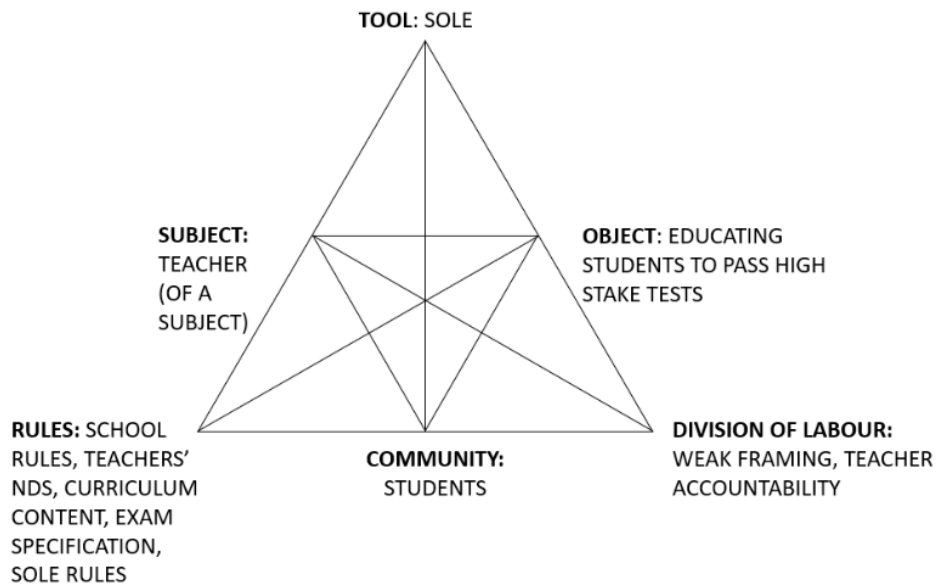 TOOL: SOLE
SUBJECT:
TEACHER
(OF A
SUBJECT)
OBJECT: EDUCATING
STUDENTS TO PASS HIGH
STAKE TESTS
RULES: SCHOOL
RULES, TEACHERS’
NDS, CURRICULUM
CONTENT, EXAM
SPECIFICATION,
SOLE RULES
COMMUNITY:
STUDENTS
DIVISION OF LABOUR:
WEAK FRAMING, TEACHER
ACCOUNTABILITY